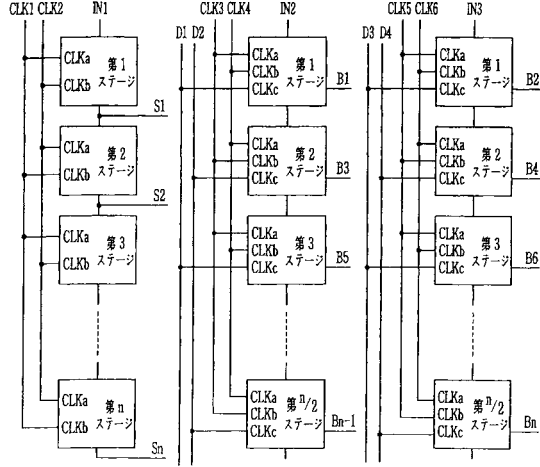 CLK1 CLK2 IN1
CLKa
CLKb
第1
ステージ
S1
CLKa
CLKb
第2
ステージ
S2
CLKa
CLKb
第3
ステージ
CLKa
CLKb
第n
ステージ
Sn
D1 D2 CLK3 CLK4 IN2
CLKa
CLKb
CLKc
第1
ステージ
B1
CLKa
CLKb
CLKc
第2
ステージ
B3
CLKa
CLKb
CLKc
第3
ステージ
B5
CLKa
CLKb
CLKc
第n/2
ステージ
Bn-1
D3 D4 CLK5 CLK6 IN3
CLKa
CLKb
CLKc
第1
ステージ
B2
CLKa
CLKb
CLKc
第2
ステージ
B4
CLKa
CLKb
CLKc
第3
ステージ
B6
CLKa
CLKb
CLKc
第n/2
ステージ
Bn